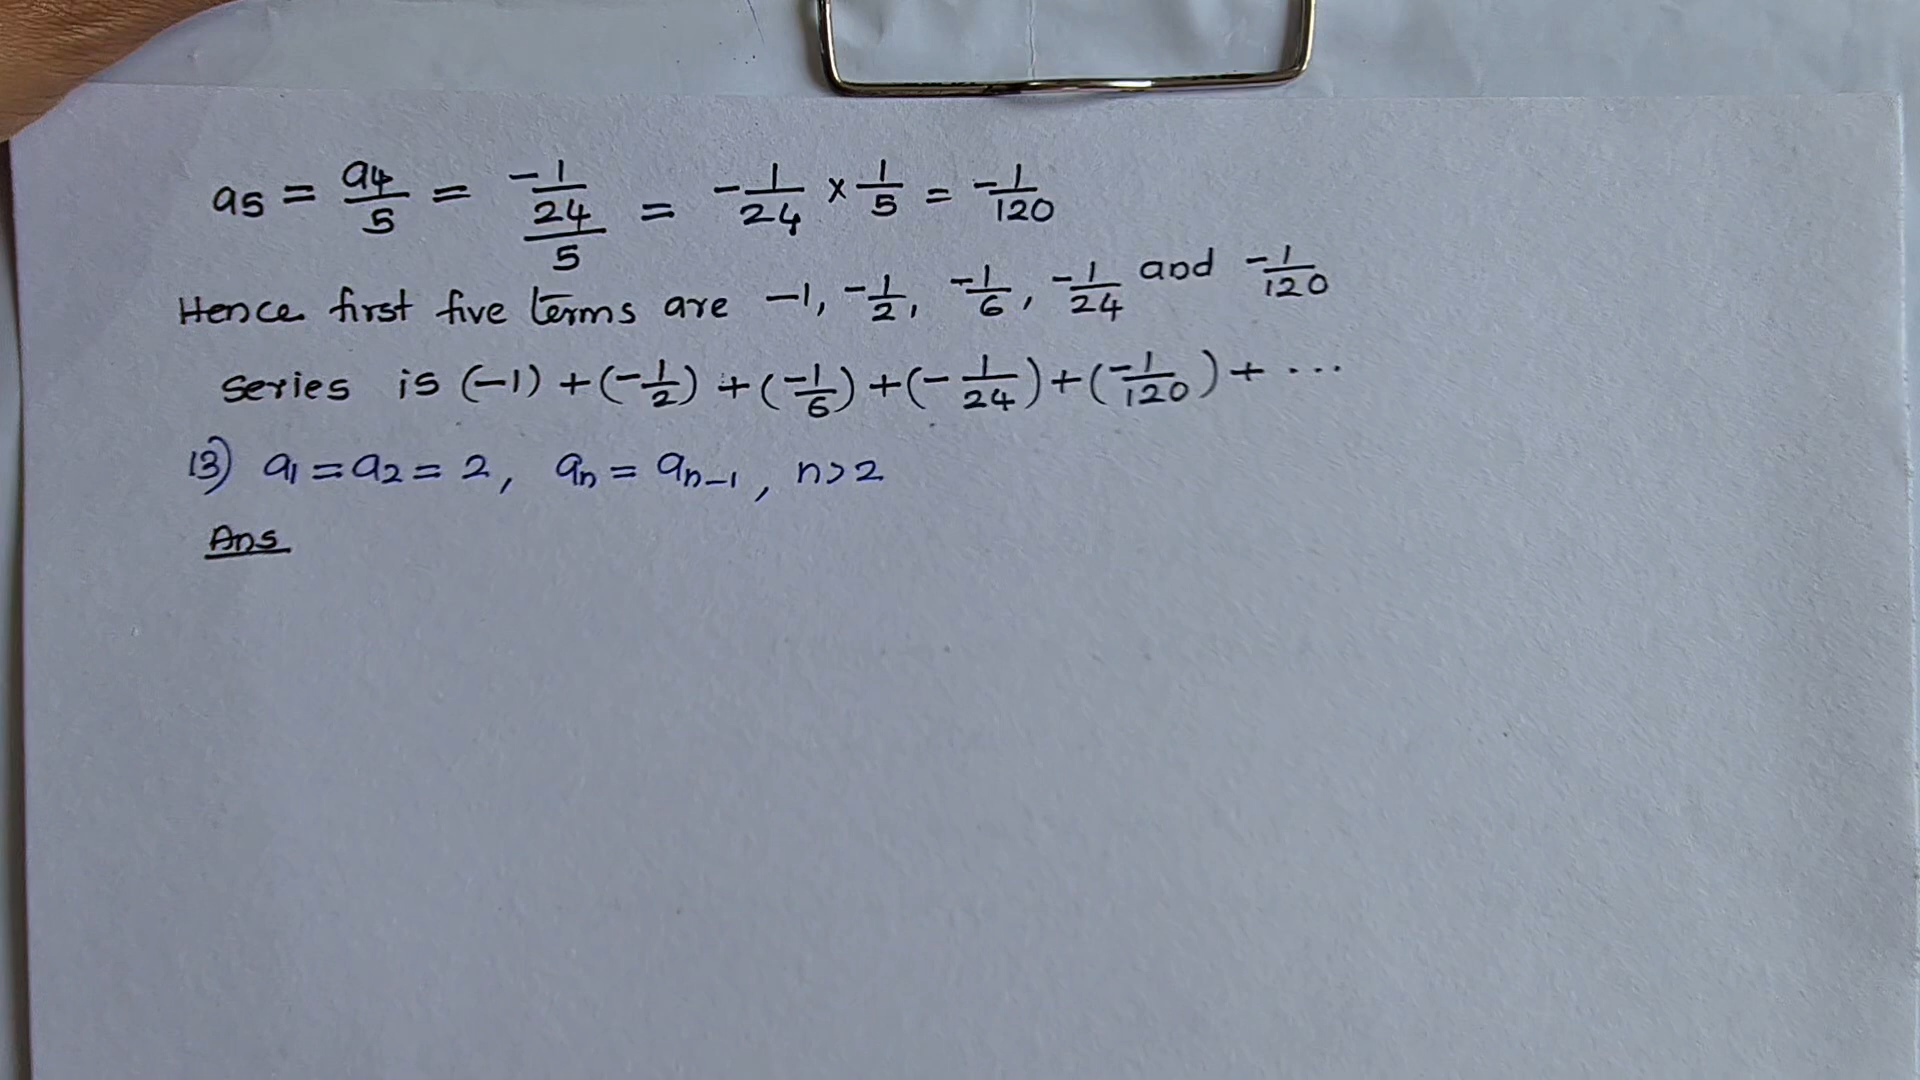 a5 = a4/5 = (-1/24)/5 = -1/24 × 1/5 = -1/120
Hence first five terms are -1, -1/2, -1/6, -1/24 and -1/120
series is (-1) + (-1/2) + (-1/6) + (-1/24) + (-1/120) + ...
13) a1 = a2 = 2, an = an-1, n>2
Ans